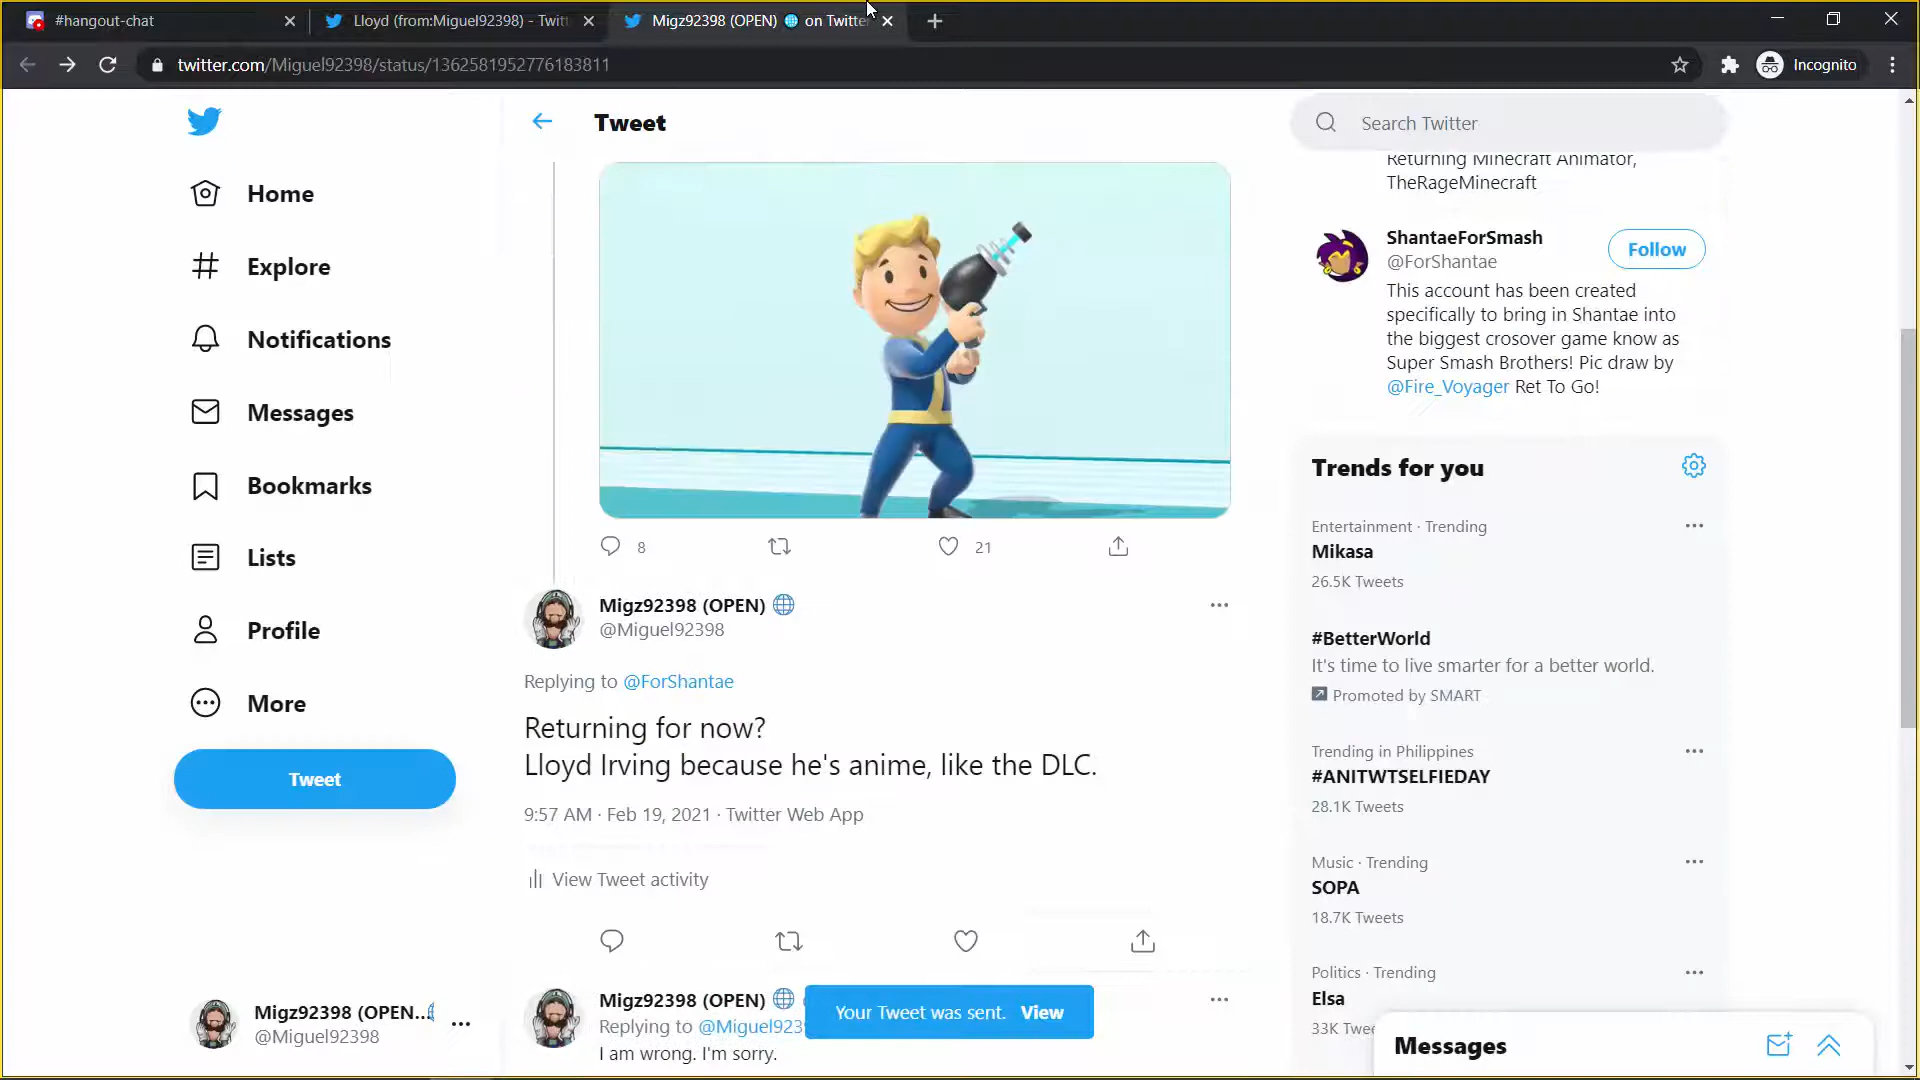 #hangout-chat
Lloyd (from:Miguel92398) - Twitt
Migz92398 (OPEN) 🌐 on Twitte
twitter.com/Miguel92398/status/1362581952776183811
Incognito
Home
Explore
Notifications
Messages
Bookmarks
Lists
Profile
More
Tweet
Migz92398 (OPEN...
@Miguel92398
Tweet
8
21
Migz92398 (OPEN) 🌐
@Miguel92398
Replying to @ForShantae
Returning for now?
Lloyd Irving because he's anime, like the DLC.
9:57 AM · Feb 19, 2021 · Twitter Web App
View Tweet activity
Migz92398 (OPEN) 🌐
Replying to @Miguel923
I am wrong. I'm sorry.
Your Tweet was sent. View
Search Twitter
Returning Minecraft Animator,
TheRageMinecraft
ShantaeForSmash
@ForShantae
Follow
This account has been created
specifically to bring in Shantae into
the biggest crossover game know as
Super Smash Brothers! Pic draw by
@Fire_Voyager Ret To Go!
Trends for you
Entertainment · Trending
Mikasa
26.5K Tweets
#BetterWorld
It's time to live smarter for a better world.
Promoted by SMART
Trending in Philippines
#ANITWTSELFIEDAY
28.1K Tweets
Music · Trending
SOPA
18.7K Tweets
Politics · Trending
Elsa
33K Twee
Messages